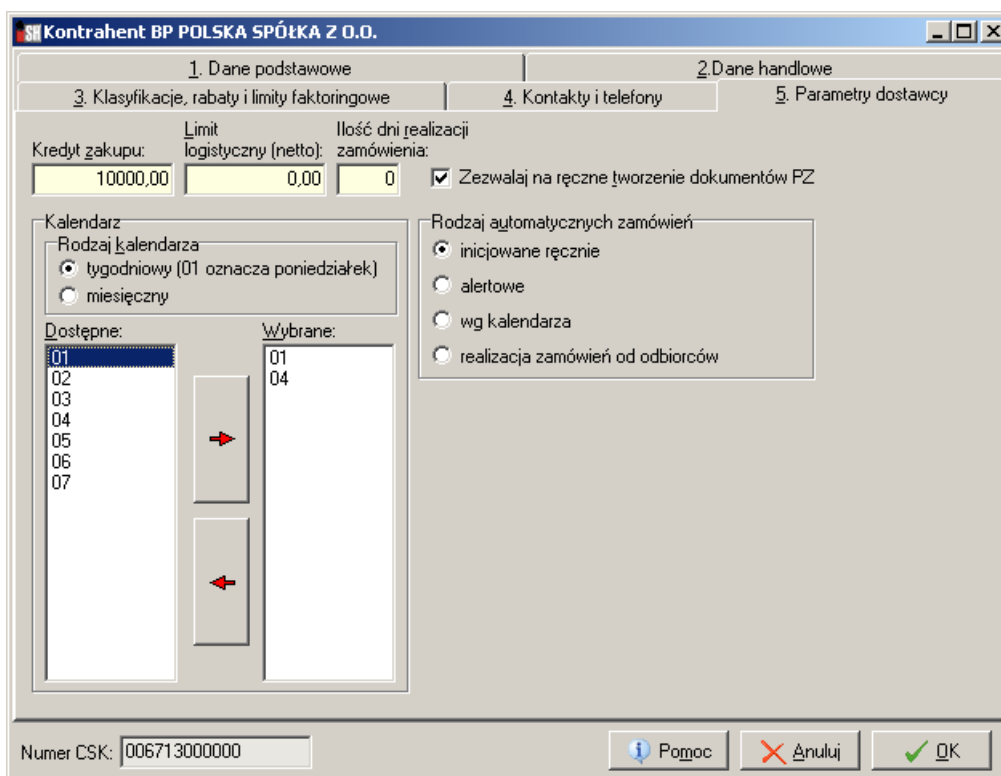 Kontrahent BP POLSKA SPÓŁKA Z O.O.
1. Dane podstawowe
2.Dane handlowe
3. Klasyfikacje, rabaty i limity faktoringowe
4. Kontakty i telefony
5. Parametry dostawcy
Kredyt zakupu:
Limit
logistyczny (netto):
Ilość dni realizacji
zamówienia:
10000,00
0,00
0
Zezwalaj na ręczne tworzenie dokumentów PZ
Kalendarz
Rodzaj kalendarza
tygodniowy (01 oznacza poniedziałek)
miesięczny
Dostępne:
01
02
03
04
05
06
07
Wybrane:
01
04
Rodzaj automatycznych zamówień
inicjowane ręcznie
alertowe
wg kalendarza
realizacja zamówień od odbiorców
Numer CSK:
006713000000
Pomoc
Anuluj
OK